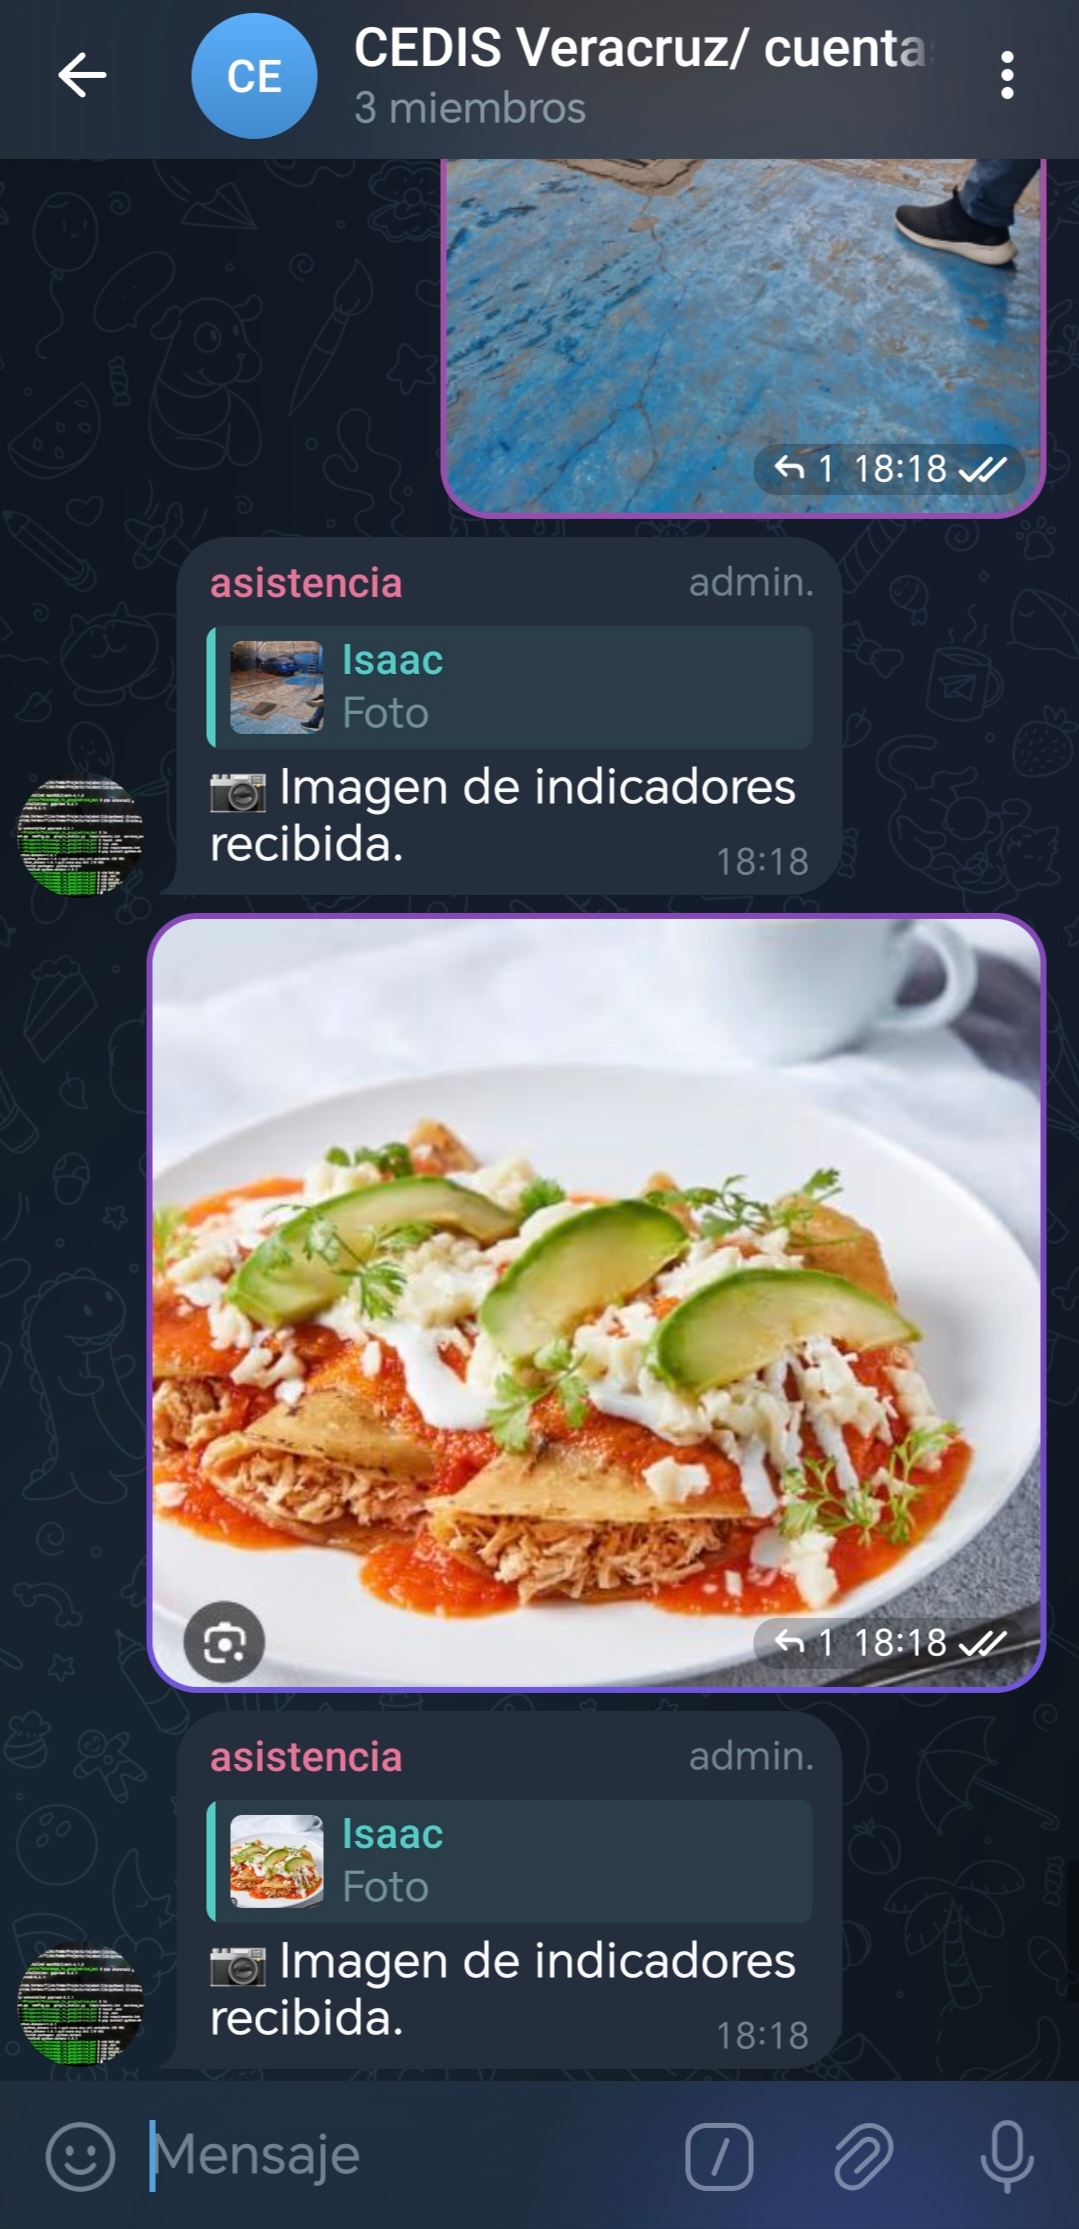 CE
CEDIS Veracruz/ cuenta
3 miembros
1 18:18
asistencia admin.
Isaac
Foto
Imagen de indicadores
recibida.
18:18
1 18:18
asistencia admin.
Isaac
Foto
Imagen de indicadores
recibida.
18:18
Mensaje